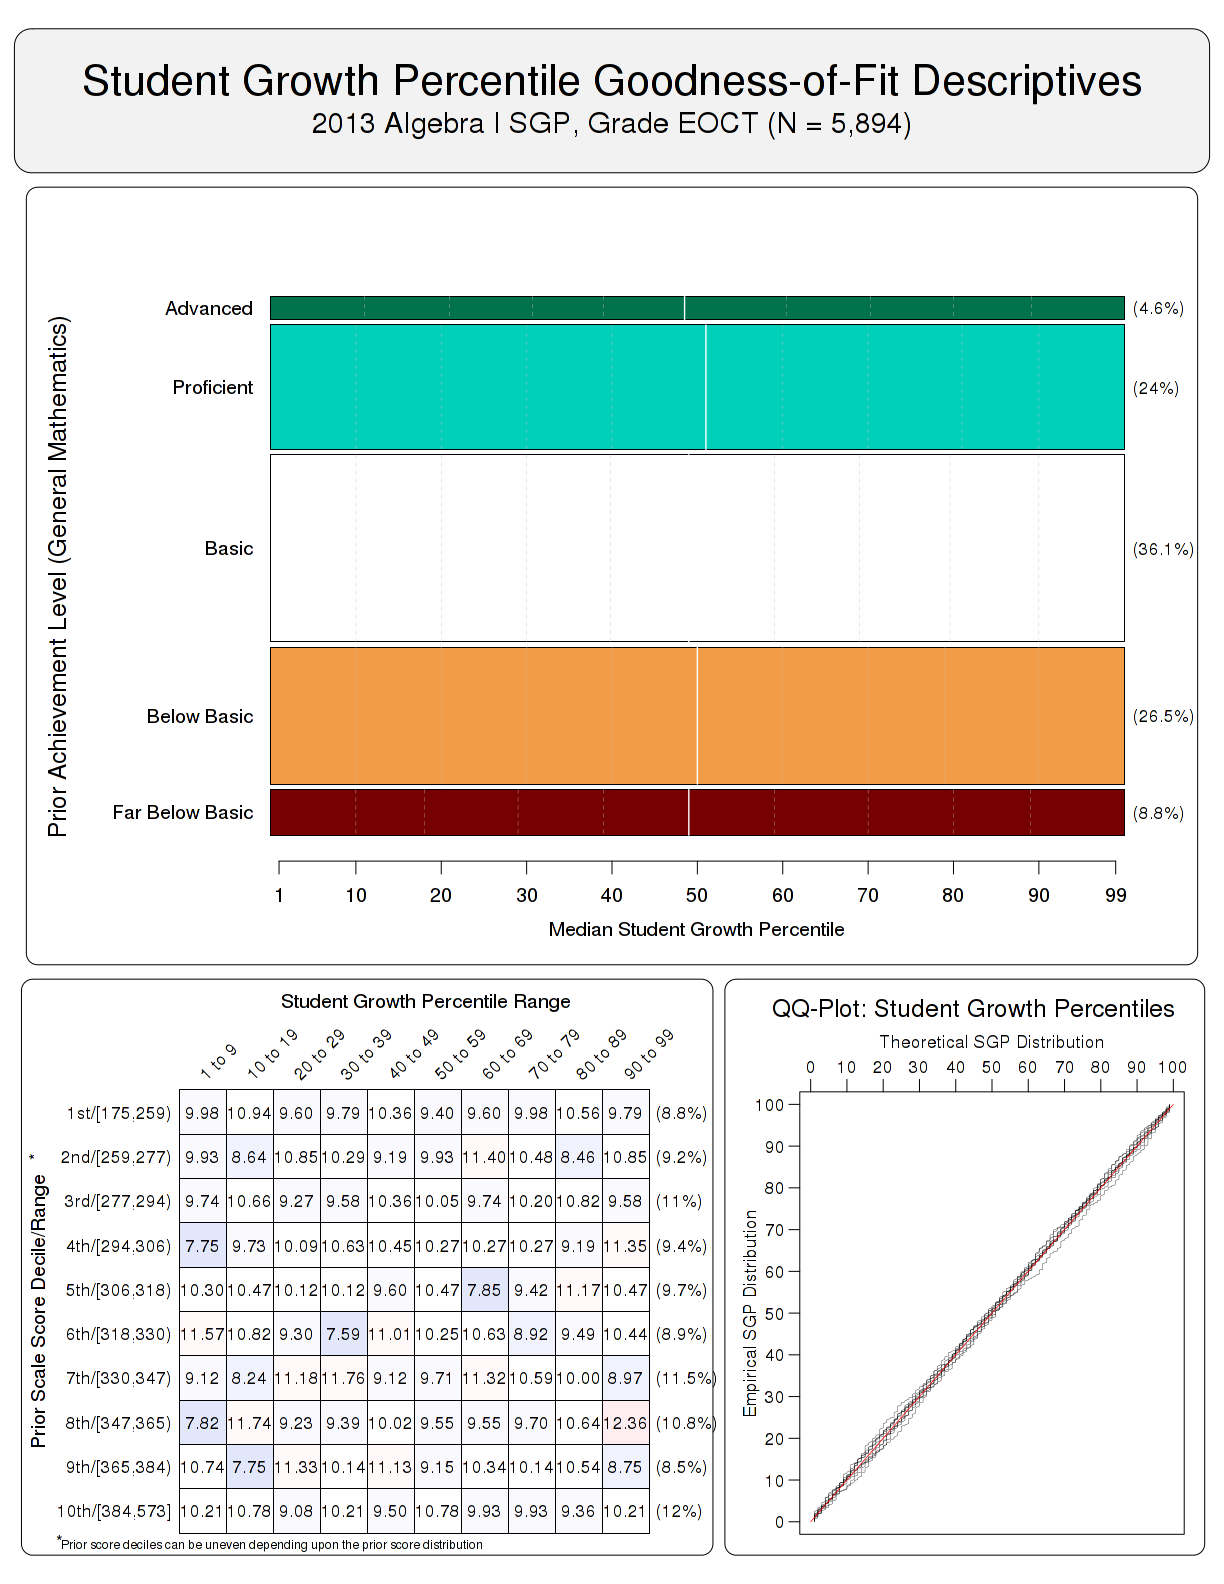 Student Growth Percentile Goodness-of-Fit Descriptives
2013 Algebra I SGP, Grade EOCT (N = 5,894)
Prior Achievement Level (General Mathematics)
Advanced (4.6%)
Proficient (24%)
Basic (36.1%)
Below Basic (26.5%)
Far Below Basic (8.8%)
1 10 20 30 40 50 60 70 80 90 99
Median Student Growth Percentile
Student Growth Percentile Range
1 to 9 10 to 19 20 to 29 30 to 39 40 to 49 50 to 59 60 to 69 70 to 79 80 to 89 90 to 99
Prior Scale Score Decile/Range *
1st/[175,259) 9.98 10.94 9.60 9.79 10.36 9.40 9.60 9.98 10.56 9.79 (8.8%)
2nd/[259,277) 9.93 8.64 10.85 10.29 9.19 9.93 11.40 10.48 8.46 10.85 (9.2%)
3rd/[277,294) 9.74 10.66 9.27 9.58 10.36 10.05 9.74 10.20 10.82 9.58 (11%)
4th/[294,306) 7.75 9.73 10.09 10.63 10.45 10.27 10.27 10.27 9.19 11.35 (9.4%)
5th/[306,318) 10.30 10.47 10.12 10.12 9.60 10.47 7.85 9.42 11.17 10.47 (9.7%)
6th/[318,330) 11.57 10.82 9.30 7.59 11.01 10.25 10.63 8.92 9.49 10.44 (8.9%)
7th/[330,347) 9.12 8.24 11.18 11.76 9.12 9.71 11.32 10.59 10.00 8.97 (11.5%)
8th/[347,365) 7.82 11.74 9.23 9.39 10.02 9.55 9.55 9.70 10.64 12.36 (10.8%)
9th/[365,384) 10.74 7.75 11.33 10.14 11.13 9.15 10.34 10.14 10.54 8.75 (8.5%)
10th/[384,573] 10.21 10.78 9.08 10.21 9.50 10.78 9.93 9.93 9.36 10.21 (12%)
*Prior score deciles can be uneven depending upon the prior score distribution
QQ-Plot: Student Growth Percentiles
Theoretical SGP Distribution
0 10 20 30 40 50 60 70 80 90 100
Empirical SGP Distribution
100
90
80
70
60
50
40
30
20
10
0